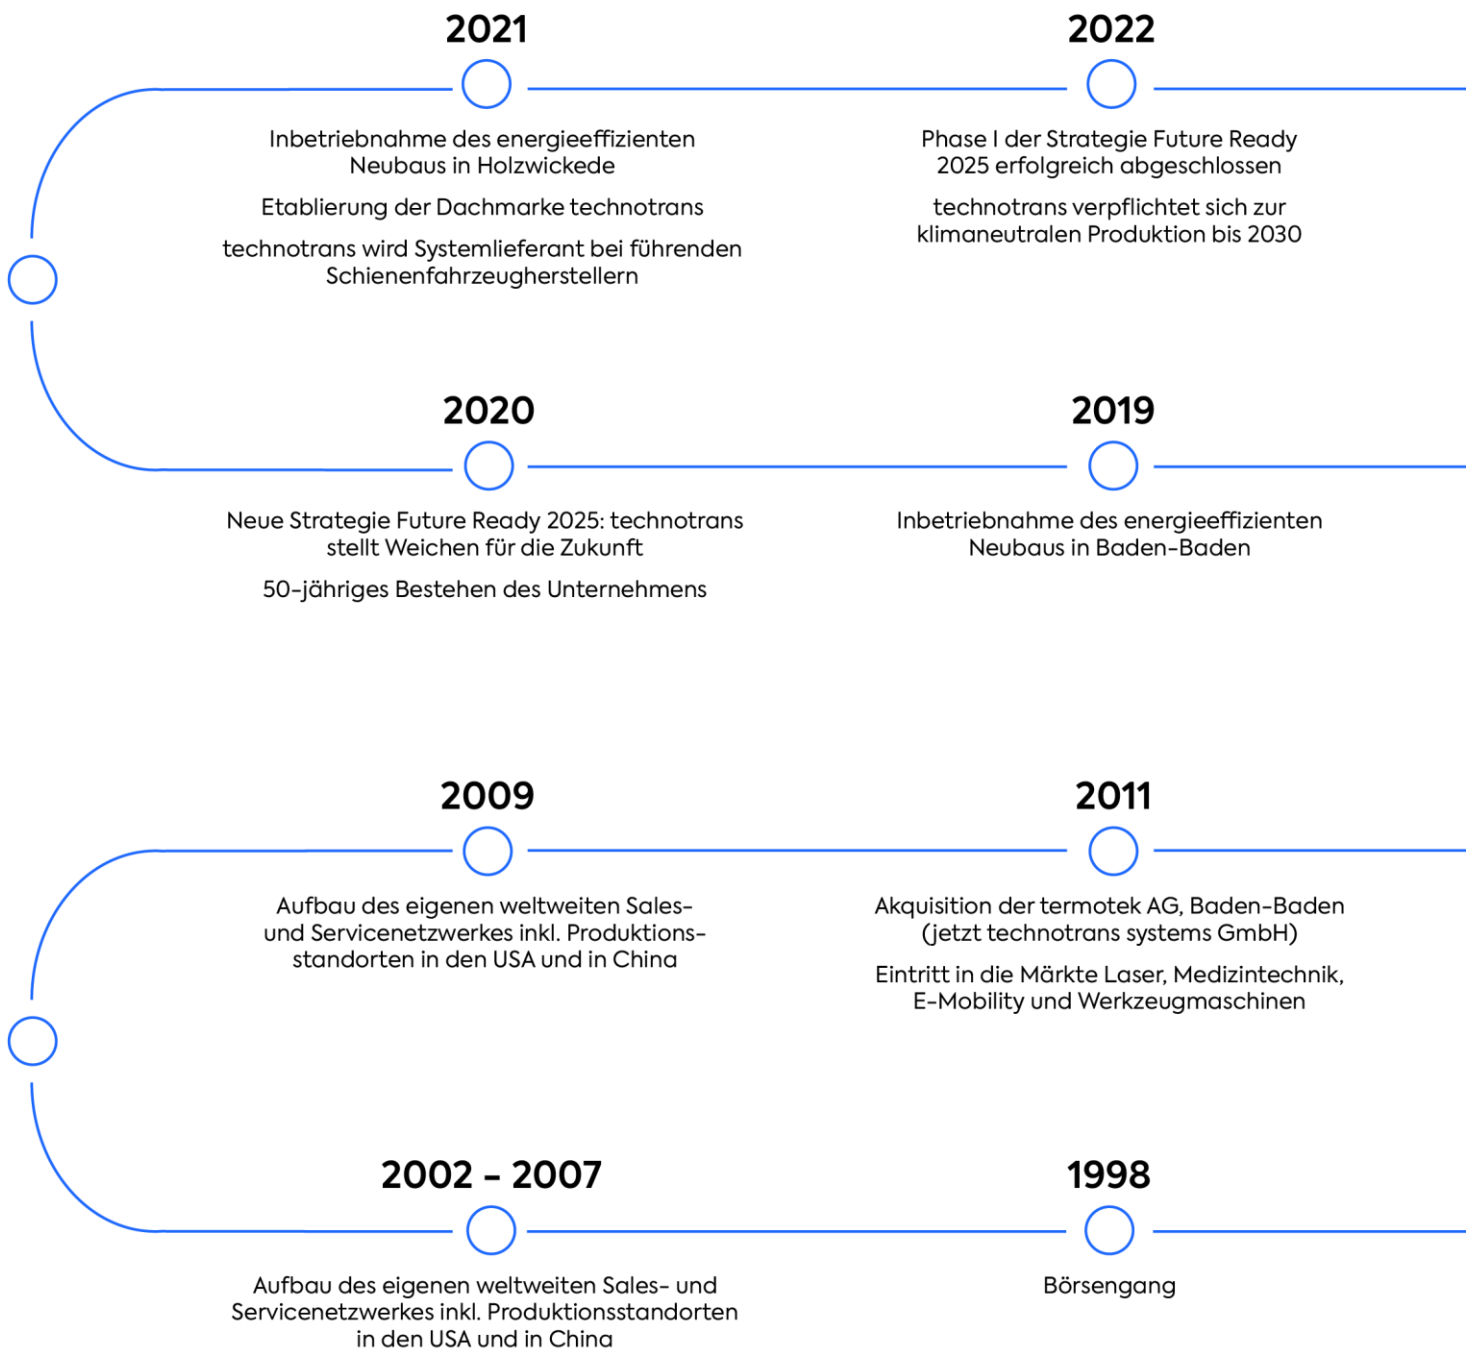 2021
Inbetriebnahme des energieeffizienten
Neubaus in Holzwickede
Etablierung der Dachmarke technotrans
technotrans wird Systemlieferant bei führenden
Schienenfahrzeugherstellern
2022
Phase I der Strategie Future Ready
2025 erfolgreich abgeschlossen
technotrans verpflichtet sich zur
klimaneutralen Produktion bis 2030
2020
Neue Strategie Future Ready 2025: technotrans
stellt Weichen für die Zukunft
50-jähriges Bestehen des Unternehmens
2019
Inbetriebnahme des energieeffizienten
Neubaus in Baden-Baden
2009
Aufbau des eigenen weltweiten Sales-
und Servicenetzwerkes inkl. Produktions-
standorten in den USA und in China
2011
Akquisition der termotek AG, Baden-Baden
(jetzt technotrans systems GmbH)
Eintritt in die Märkte Laser, Medizintechnik,
E-Mobility und Werkzeugmaschinen
2002 – 2007
Aufbau des eigenen weltweiten Sales- und
Servicenetzwerkes inkl. Produktionsstandorten
in den USA und in China
1998
Börsengang